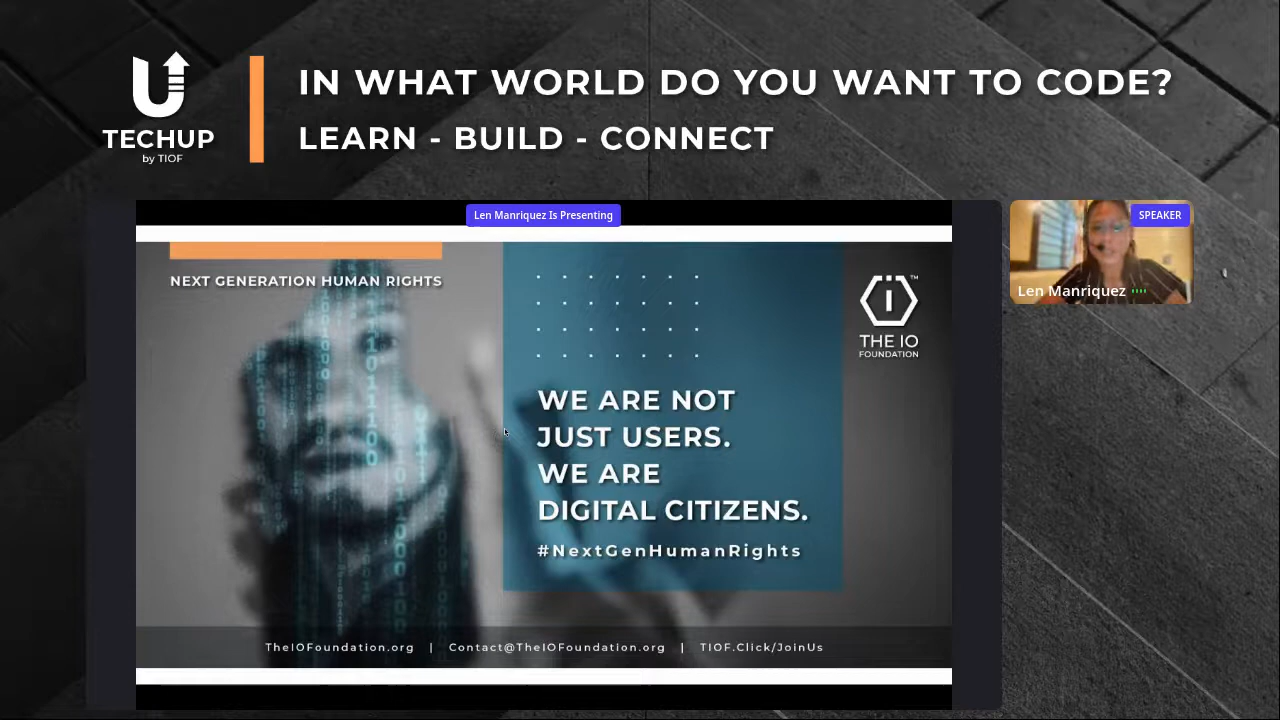 TECHUP
by TIOF
IN WHAT WORLD DO YOU WANT TO CODE?
LEARN - BUILD - CONNECT
Len Manriquez Is Presenting
SPEAKER
Len Manriquez
NEXT GENERATION HUMAN RIGHTS
THE IO
FOUNDATION
WE ARE NOT
JUST USERS.
WE ARE
DIGITAL CITIZENS.
#NextGenHumanRights
TheIOFoundation.org | Contact@TheIOFoundation.org | TIOF.Click/JoinUs